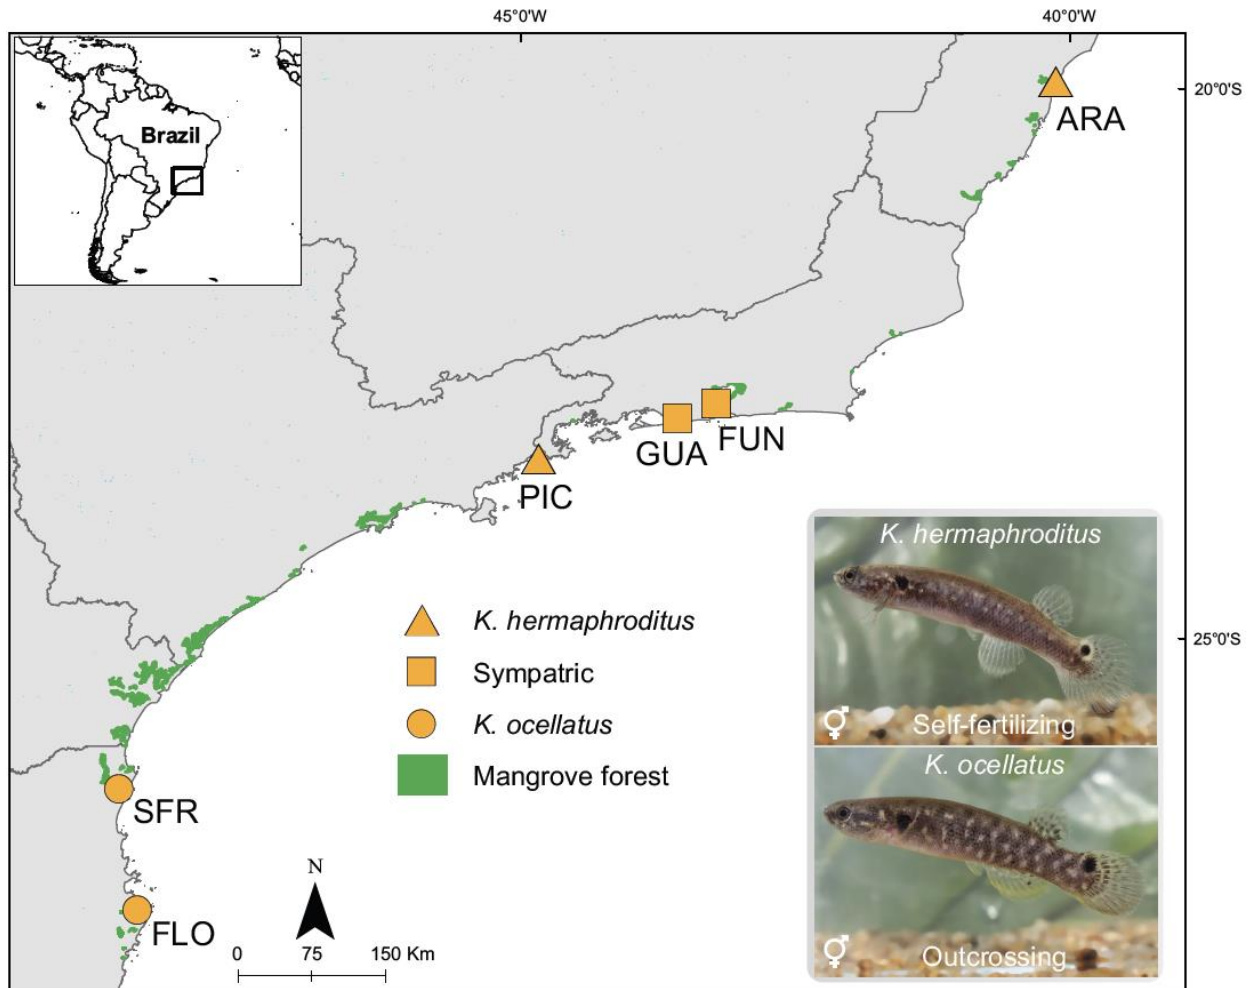 45°0'W
40°0'W
Brazil
20°0'S
ARA
FUN
GUA
PIC
K. hermaphroditus
Self-fertilizing
K. hermaphroditus
Sympatric
25°0'S
K. ocellatus
K. ocellatus
Mangrove forest
SFR
FLO
N
0 75 150 Km
Outcrossing